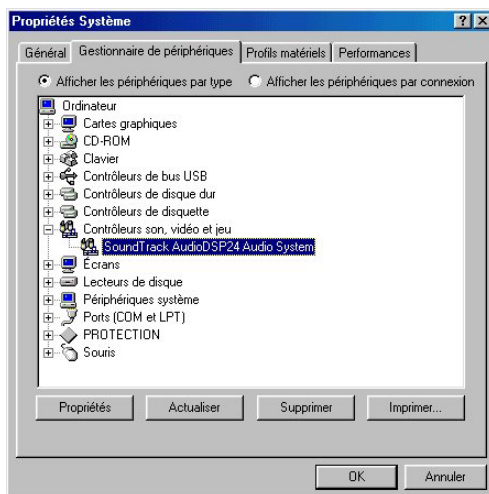 Propriétés Système
Général Gestionnaire de périphériques Profils matériels Performances
Afficher les périphériques par type Afficher les périphériques par connexion
Ordinateur
Cartes graphiques
CD-ROM
Clavier
Contrôleurs de bus USB
Contrôleurs de disque dur
Contrôleurs de disquette
Contrôleurs son, vidéo et jeu
SoundTrack AudioDSP24 Audio System
Écrans
Lecteurs de disque
Périphériques système
Ports (COM et LPT)
PROTECTION
Souris
Propriétés Actualiser Supprimer Imprimer...
OK Annuler